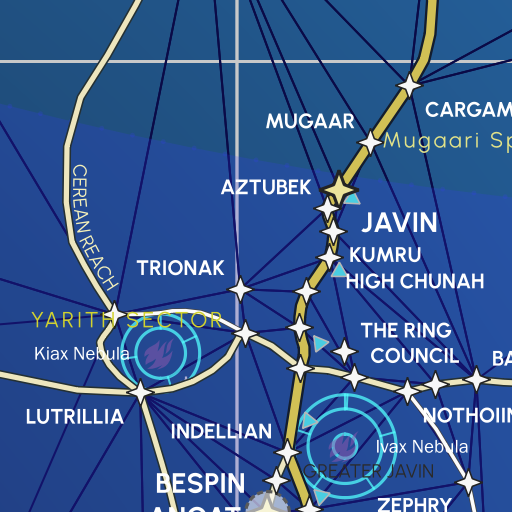 CARGAM
MUGAAR
Mugaari Sp
AZTUBEK
JAVIN
CEREAN REACH
KUMRU
TRIONAK
HIGH CHUNAH
YARITH SECTOR
THE RING
Kiax Nebula
COUNCIL
BA
LUTRILLIA
NOTHOIIN
INDELLIAN
Ivax Nebula
GREATER JAVIN
BESPIN
ZEPHRY
ANOAT